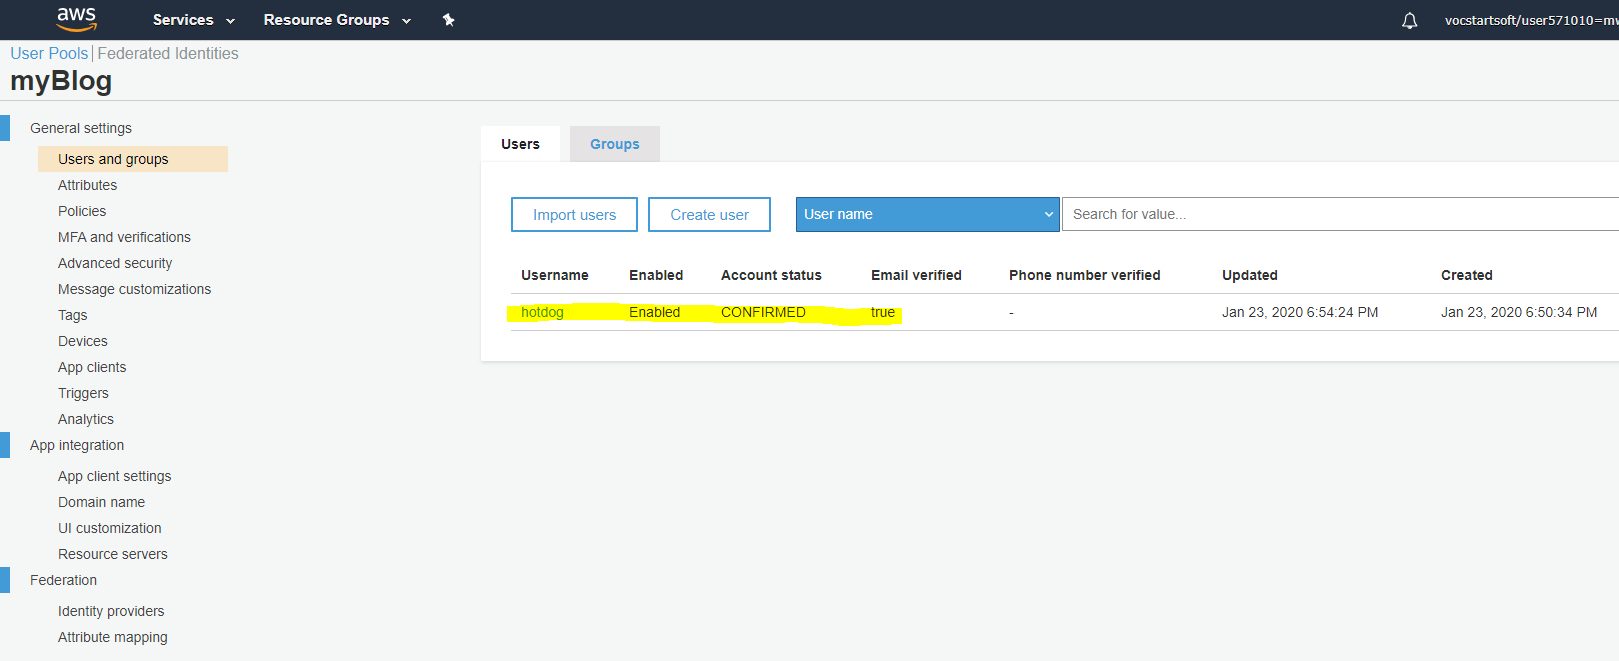 aws Services Resource Groups vocstartsoft/user571010=mw
User Pools | Federated Identities
myBlog
General settings
Users and groups
Attributes
Policies
MFA and verifications
Advanced security
Message customizations
Tags
Devices
App clients
Triggers
Analytics
App integration
App client settings
Domain name
UI customization
Resource servers
Federation
Identity providers
Attribute mapping
Users Groups
Import users Create user User name Search for value...
Username Enabled Account status Email verified Phone number verified Updated Created
hotdog Enabled CONFIRMED true - Jan 23, 2020 6:54:24 PM Jan 23, 2020 6:50:34 PM